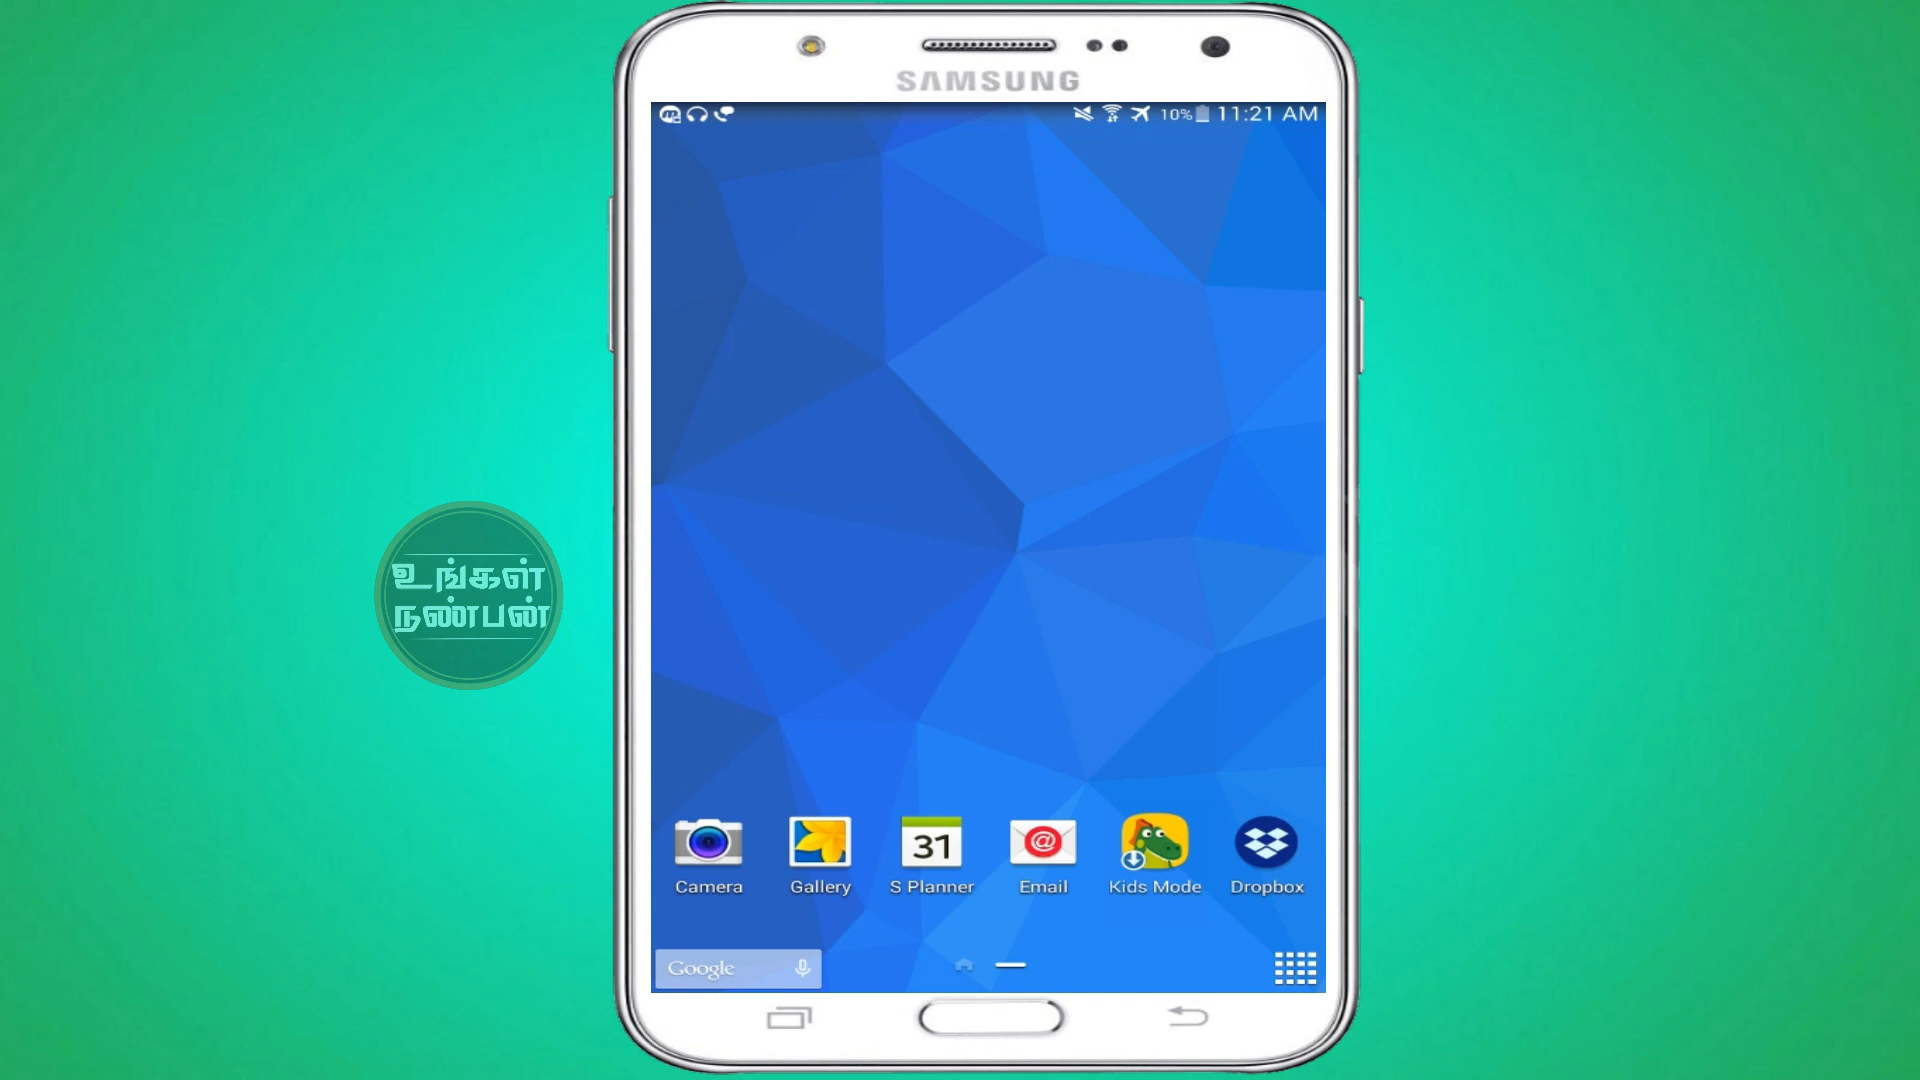 SAMSUNG
10% 11:21 AM
உங்கள்
நண்பன்
31
Camera Gallery S Planner Email Kids Mode Dropbox
Google